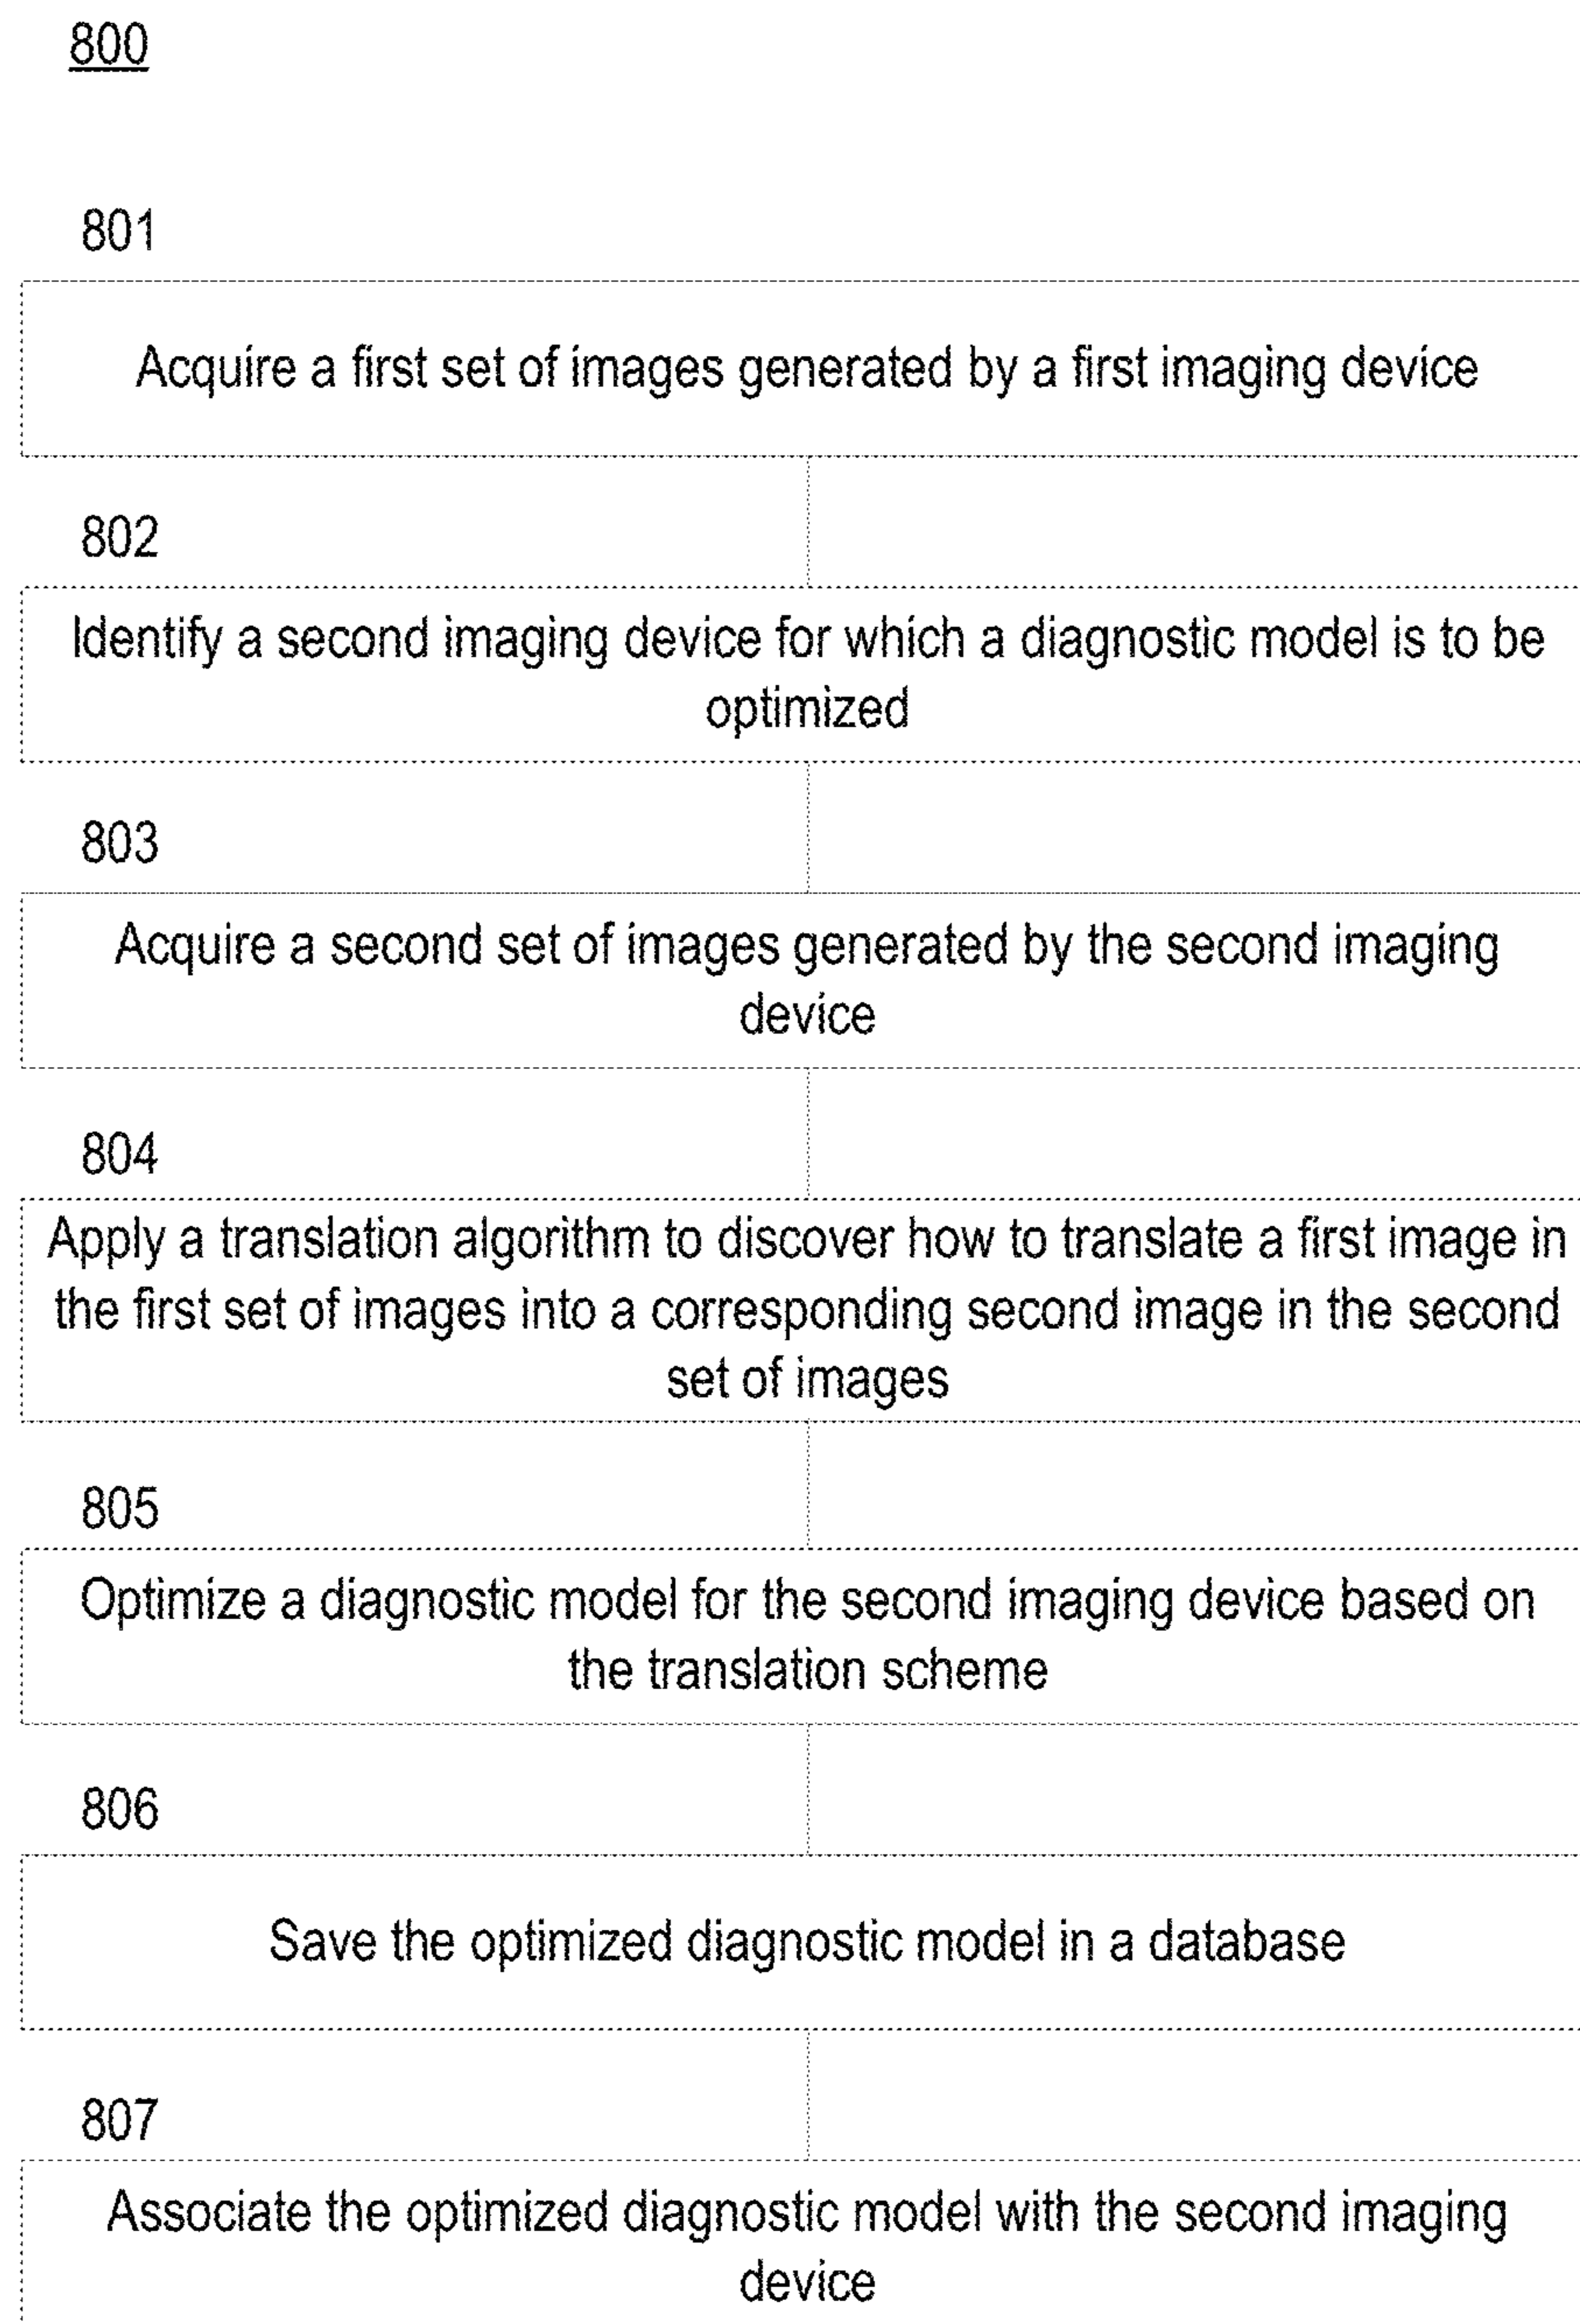 800
801
Acquire a first set of images generated by a first imaging device
802
Identify a second imaging device for which a diagnostic model is to be
optimized
803
Acquire a second set of images generated by the second imaging
device
804
Apply a translation algorithm to discover how to translate a first image in
the first set of images into a corresponding second image in the second
set of images
805
Optimize a diagnostic model for the second imaging device based on
the translation scheme
806
Save the optimized diagnostic model in a database
807
Associate the optimized diagnostic model with the second imaging
device